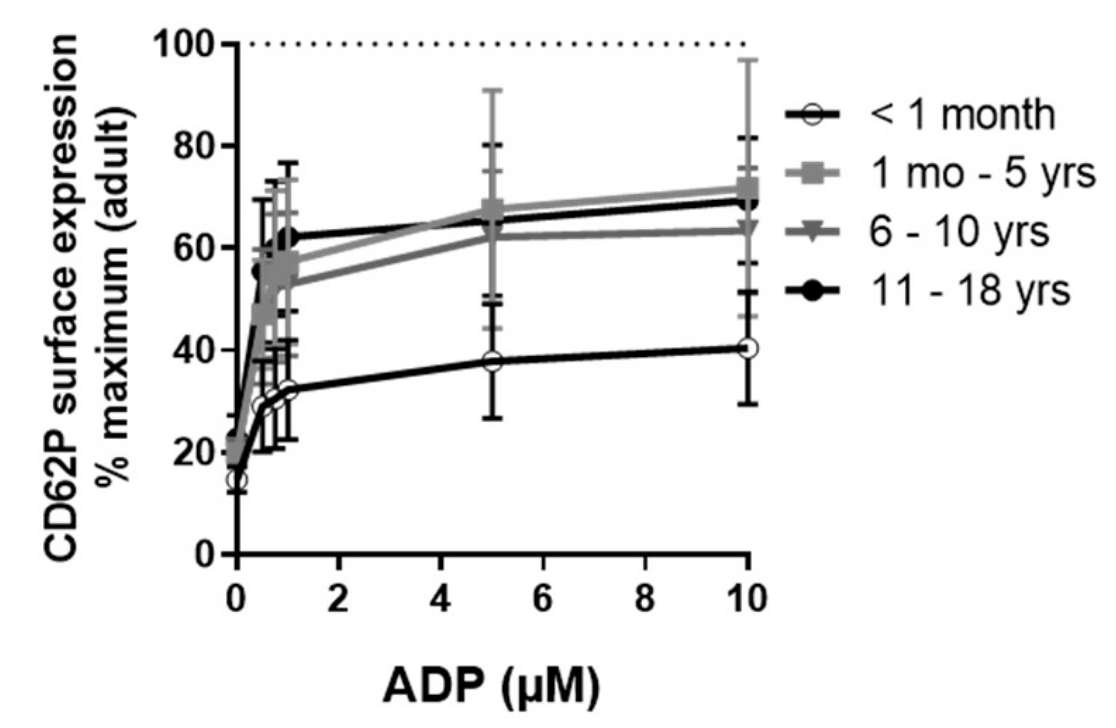 CD62P surface expression
% maximum (adult)
100
80
60
40
20
0
0 2 4 6 8 10
ADP (µM)
< 1 month
1 mo - 5 yrs
6 - 10 yrs
11 - 18 yrs